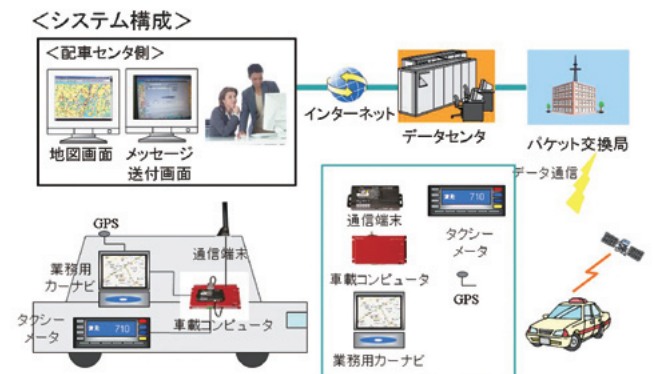 ＜システム構成＞
＜配車センタ側＞
地図画面
メッセージ
送付画面
インターネット
データセンタ
パケット交換局
データ通信
GPS
業務用
カーナビ
タクシー
メータ
710
通信端末
車載コンピュータ
通信端末
車載コンピュータ
業務用カーナビ
710
タクシー
メータ
GPS